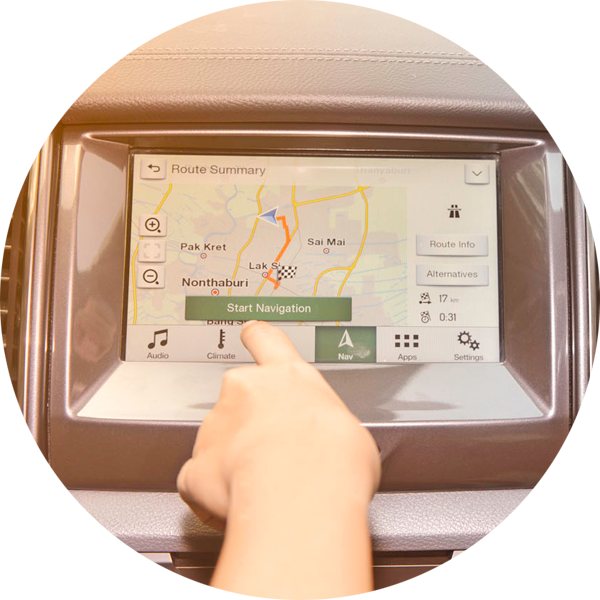 Route Summary
Pak Kret
Sai Mai
Lak S
Nonthaburi
Route Info
Alternatives
17 km
0:31
Start Navigation
Audio
Climate
Nav
Apps
Settings